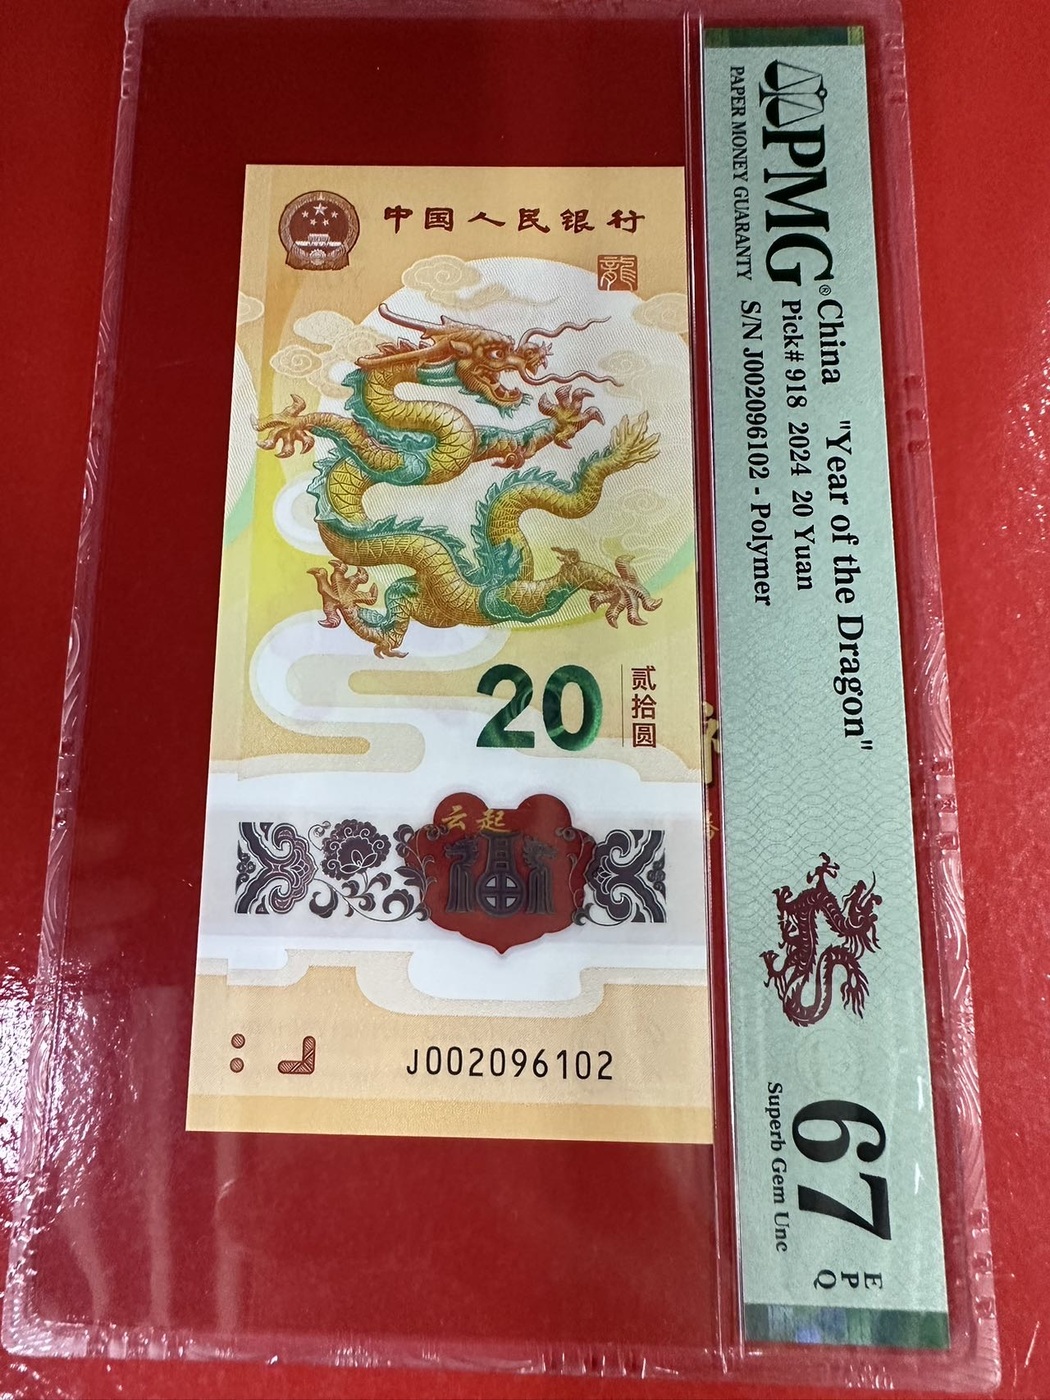 中国人民银行
龍
20
贰拾圆
云起
福
J002096102
PMG®
PAPER MONEY GUARANTY
China "Year of the Dragon"
Pick# 918 2024 20 Yuan
S/N J002096102 - Polymer
67
EPQ
Superb Gem Unc